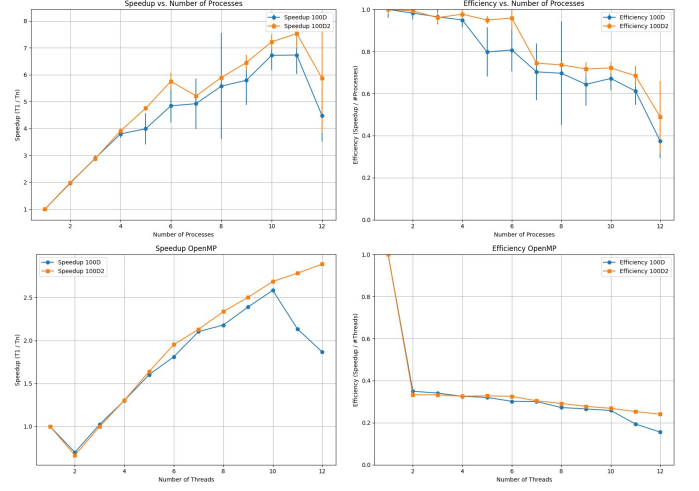 Speedup vs. Number of Processes
Speedup 100D
Speedup 100D2
8
7
6
5
4
3
2
1
Speedup (T1 / Tn)
2 4 6 8 10 12
Number of Processes
Efficiency vs. Number of Processes
Efficiency 100D
Efficiency 100D2
1.0
0.8
0.6
0.4
0.2
0.0
Efficiency (Speedup / #Processes)
2 4 6 8 10 12
Number of Processes
Speedup OpenMP
Speedup 100D
Speedup 100D2
2.5
2.0
1.5
1.0
Speedup (T1 / Tn)
2 4 6 8 10 12
Number of Threads
Efficiency OpenMP
Efficiency 100D
Efficiency 100D2
1.0
0.8
0.6
0.4
0.2
0.0
Efficiency (Speedup / #Threads)
2 4 6 8 10 12
Number of Threads